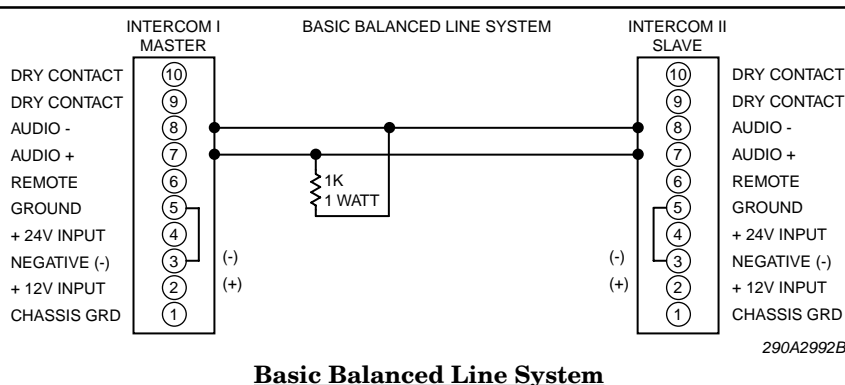 INTERCOM I
MASTER
BASIC BALANCED LINE SYSTEM
INTERCOM II
SLAVE
DRY CONTACT 10
DRY CONTACT 9
AUDIO - 8
AUDIO + 7
REMOTE 6
GROUND 5
+ 24V INPUT 4
NEGATIVE (-) 3 (-)
+ 12V INPUT 2 (+)
CHASSIS GRD 1
1K
1 WATT
10 DRY CONTACT
9 DRY CONTACT
8 AUDIO -
7 AUDIO +
6 REMOTE
5 GROUND
4 + 24V INPUT
(-) 3 NEGATIVE (-)
(+) 2 + 12V INPUT
1 CHASSIS GRD
290A2992B
Basic Balanced Line System